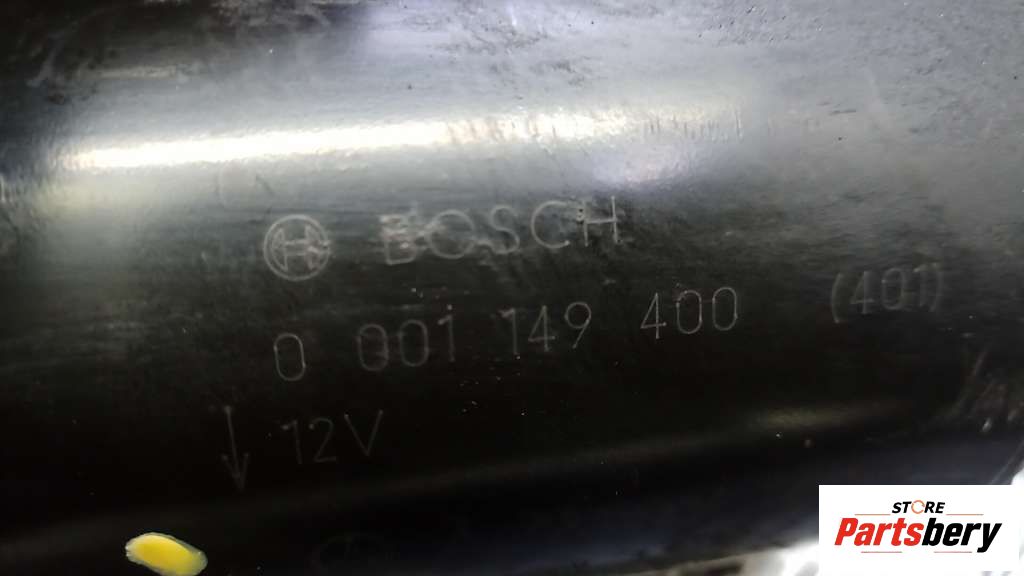 BOSCH
0 001 149 400 (401)
↓ 12V
STORE
Partsbery